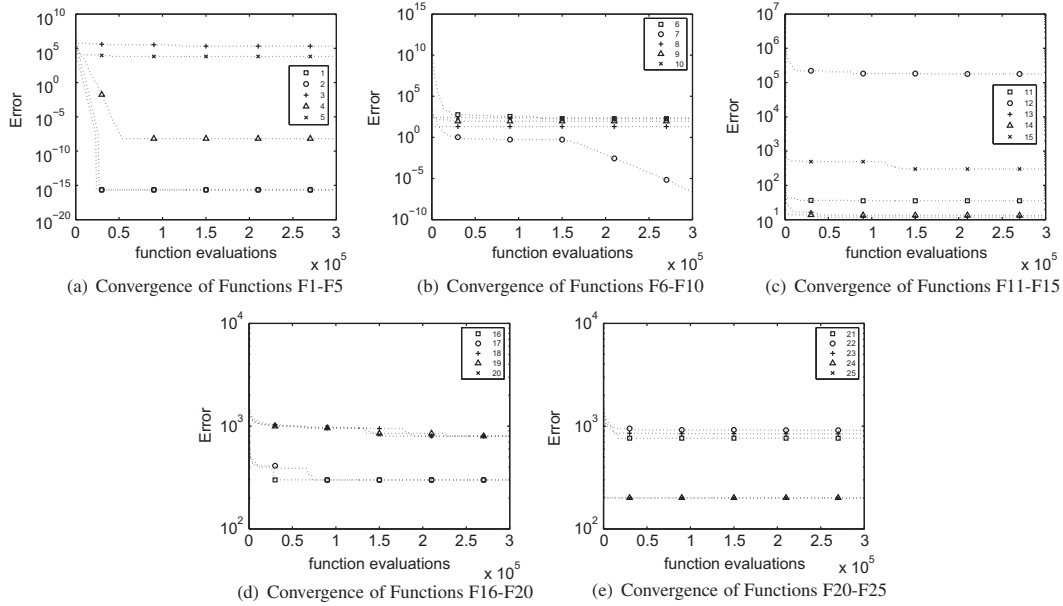 10^10
10^5
10^0
10^-5
10^-10
10^-15
10^-20
Error
0 0.5 1 1.5 2 2.5 3
function evaluations
x 10^5
1
2
3
4
5
(a) Convergence of Functions F1-F5
10^15
10^10
10^5
10^0
10^-5
10^-10
Error
0 0.5 1 1.5 2 2.5 3
function evaluations
x 10^5
6
7
8
9
10
(b) Convergence of Functions F6-F10
10^7
10^6
10^5
10^4
10^3
10^2
10^1
Error
0 0.5 1 1.5 2 2.5 3
function evaluations
x 10^5
11
12
13
14
15
(c) Convergence of Functions F11-F15
10^4
10^3
10^2
Error
0 0.5 1 1.5 2 2.5 3
function evaluations
x 10^5
16
17
18
19
20
(d) Convergence of Functions F16-F20
10^4
10^3
10^2
Error
0 0.5 1 1.5 2 2.5 3
function evaluations
x 10^5
21
22
23
24
25
(e) Convergence of Functions F20-F25